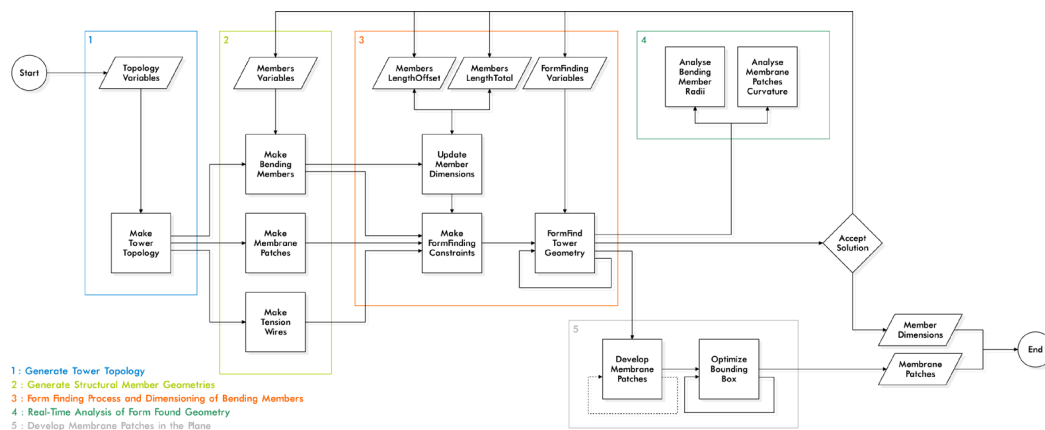 1
2
3
4
Start
Topology
Variables
Members
Variables
Members
LengthOffset
Members
LengthTotal
FormFinding
Variables
Analyse
Bending
Member
Radii
Analyse
Membrane
Patches
Curvature
Make
Bending
Members
Update
Member
Dimensions
Make
Tower
Topology
Make
Membrane
Patches
Make
FormFinding
Constraints
FormFind
Tower
Geometry
Accept
Solution
Make
Tension
Wires
5
Member
Dimensions
Develop
Membrane
Patches
Optimize
Bounding
Box
Membrane
Patches
End
1 : Generate Tower Topology
2 : Generate Structural Member Geometries
3 : Form Finding Process and Dimensioning of Bending Members
4 : Real-Time Analysis of Form Found Geometry
5 : Develop Membrane Patches in the Plane